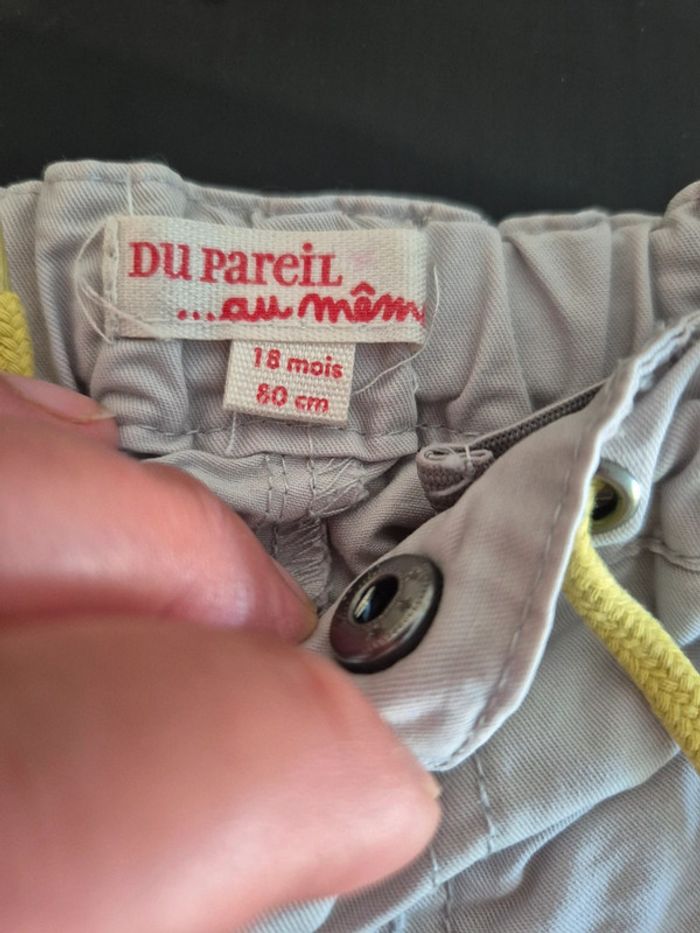 Du pareil
...au mêm
18 mois
80 cm